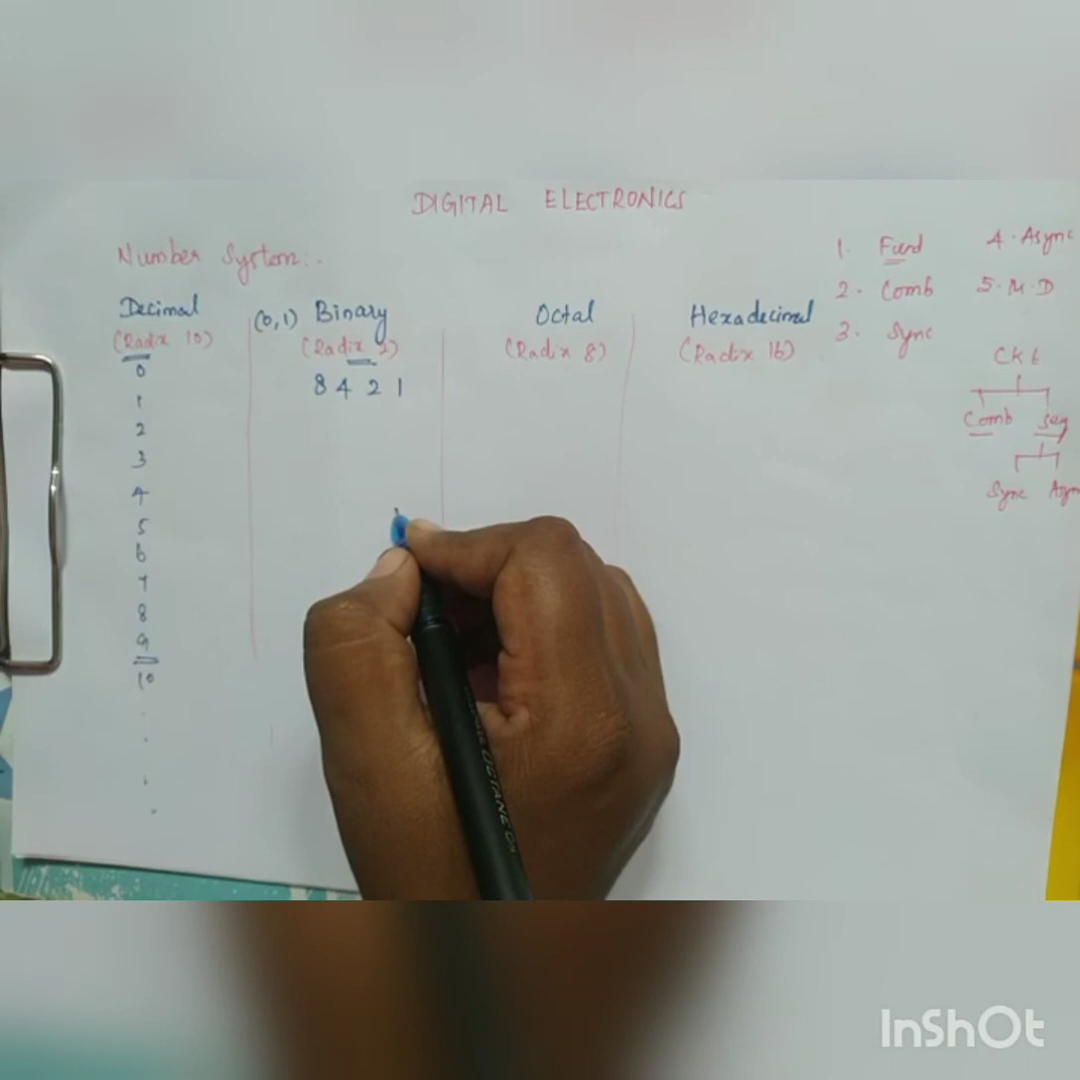 DIGITAL ELECTRONICS
Number System:-
1. Fund 4. Async
2. Comb 5. M.D
3. Sync
Decimal (0,1) Binary Octal Hexadecimal
(Radix 10) (Radix 2) (Radix 8) (Radix 16)
Ckt
Comb Seq
Sync Asyn
8 4 2 1
0
1
2
3
4
5
6
7
8
9
10
InShOt